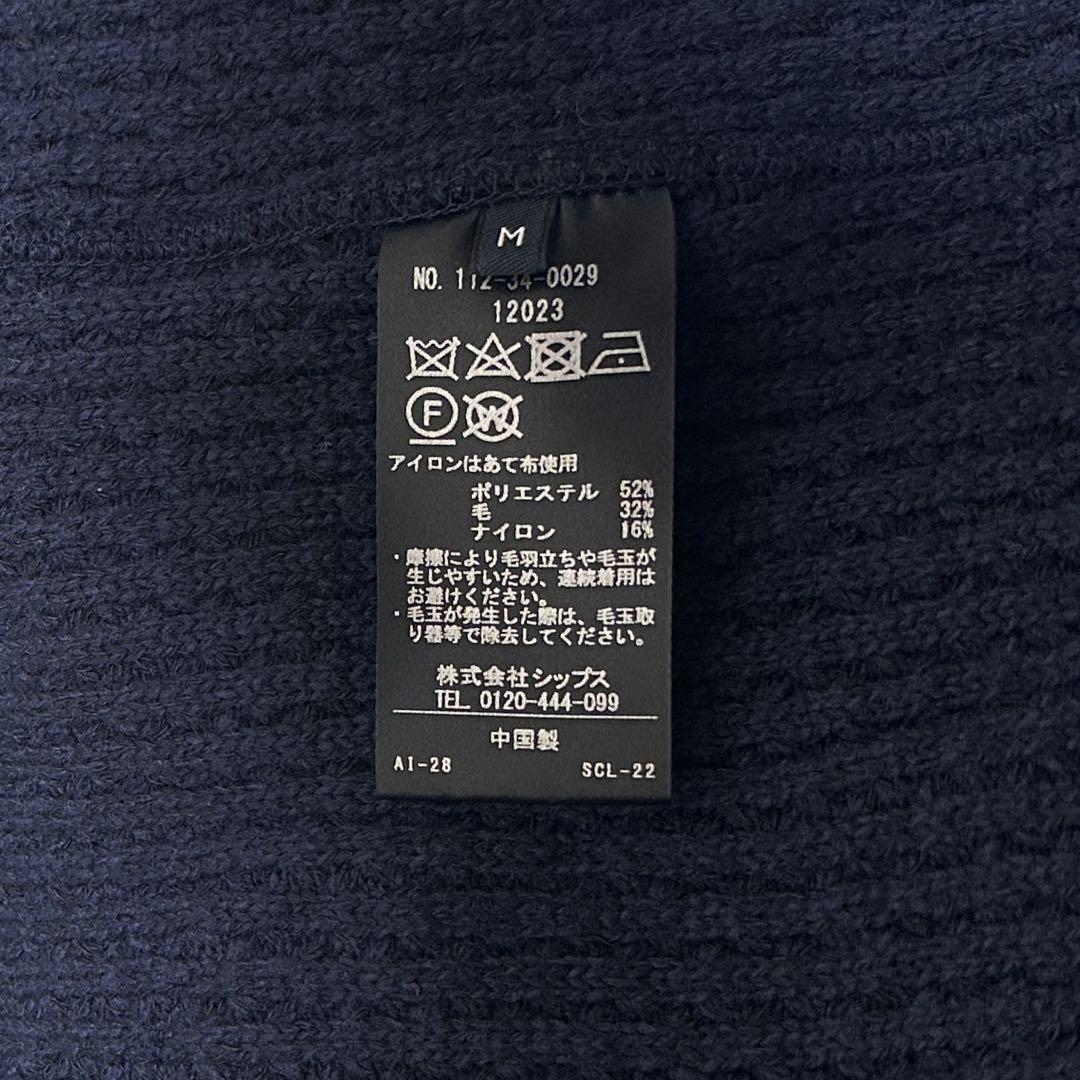 M
NO. 112-34-0029
12023
F
W
アイロンはあて布使用
ポリエステル 52%
毛 32%
ナイロン 16%
・摩擦により毛羽立ちや毛玉が
生じやすいため、連続着用は
お避けください。
・毛玉が発生した際は、毛玉取
り器等で除去してください。
株式会社シップス
TEL. 0120-444-099
中国製
AI-28 SCL-22